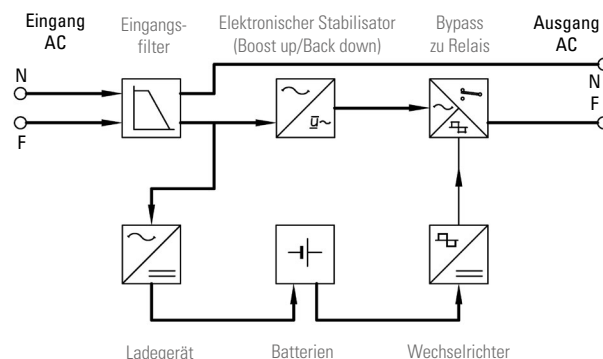 Eingang
AC
Eingangs-
filter
Elektronischer Stabilisator
(Boost up/Back down)
Bypass
zu Relais
Ausgang
AC
N
F
N
F
ū~
Ladegerät
Batterien
Wechselrichter